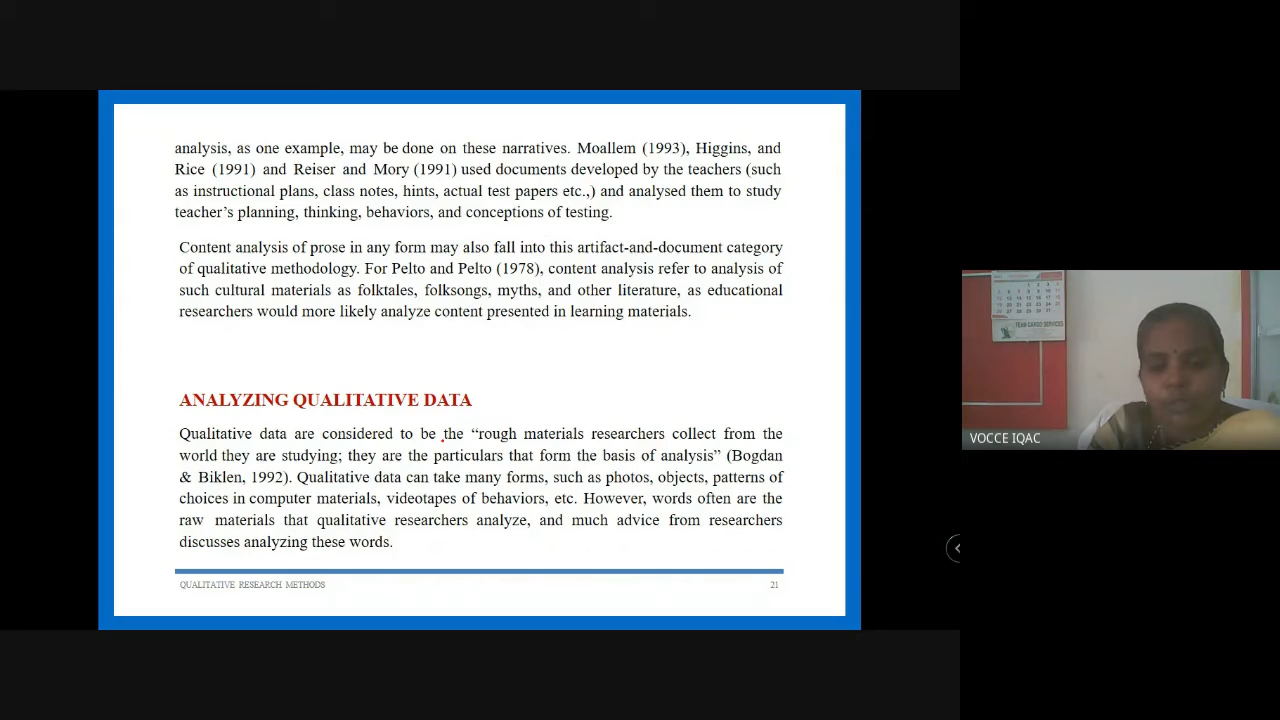 analysis, as one example, may be done on these narratives. Moallem (1993), Higgins, and
Rice (1991) and Reiser and Mory (1991) used documents developed by the teachers (such
as instructional plans, class notes, hints, actual test papers etc.,) and analysed them to study
teacher’s planning, thinking, behaviors, and conceptions of testing.
Content analysis of prose in any form may also fall into this artifact-and-document category
of qualitative methodology. For Pelto and Pelto (1978), content analysis refer to analysis of
such cultural materials as folktales, folksongs, myths, and other literature, as educational
researchers would more likely analyze content presented in learning materials.
ANALYZING QUALITATIVE DATA
Qualitative data are considered to be the “rough materials researchers collect from the
world they are studying; they are the particulars that form the basis of analysis” (Bogdan
& Biklen, 1992). Qualitative data can take many forms, such as photos, objects, patterns of
choices in computer materials, videotapes of behaviors, etc. However, words often are the
raw materials that qualitative researchers analyze, and much advice from researchers
discusses analyzing these words.
QUALITATIVE RESEARCH METHODS 21
TEAM CARGO SERVICES
VOCCE IQAC